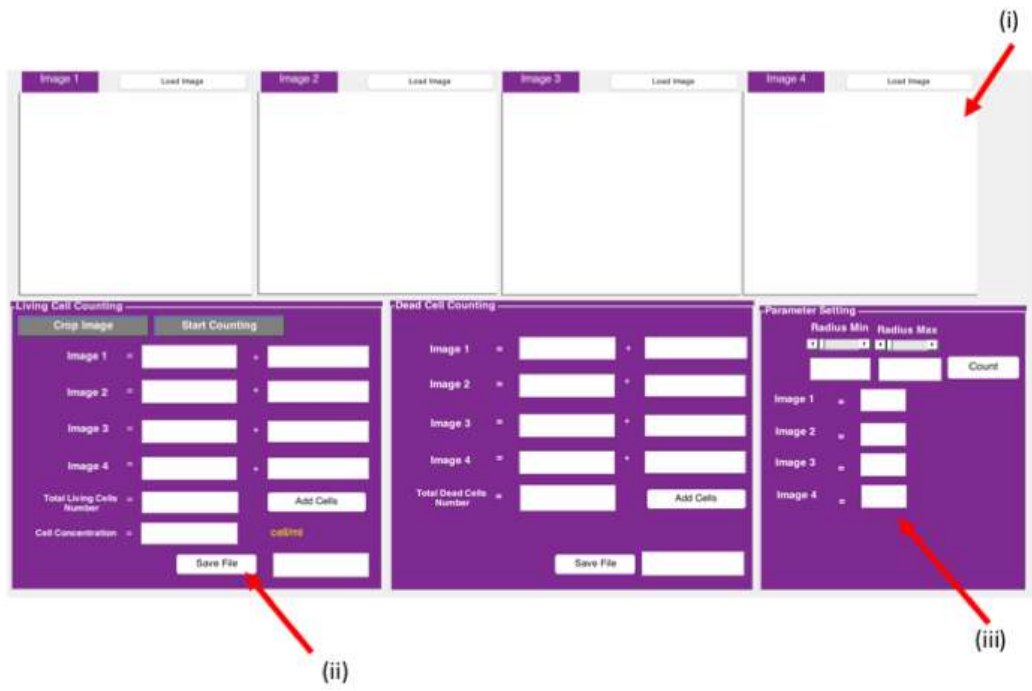 (i)
Image 1 Load Image Image 2 Load Image Image 3 Load Image Image 4 Load Image
Living Cell Counting
Crop Image Start Counting
Image 1 = +
Image 2 = +
Image 3 = +
Image 4 = +
Total Living Cells Number = Add Cells
Cell Concentration = cell/ml
Save File
Dead Cell Counting
Image 1 = +
Image 2 = +
Image 3 = +
Image 4 = +
Total Dead Cells Number = Add Cells
Save File
Parameter Setting
Radius Min Radius Max
Count
Image 1 =
Image 2 =
Image 3 =
Image 4 =
(ii)
(iii)